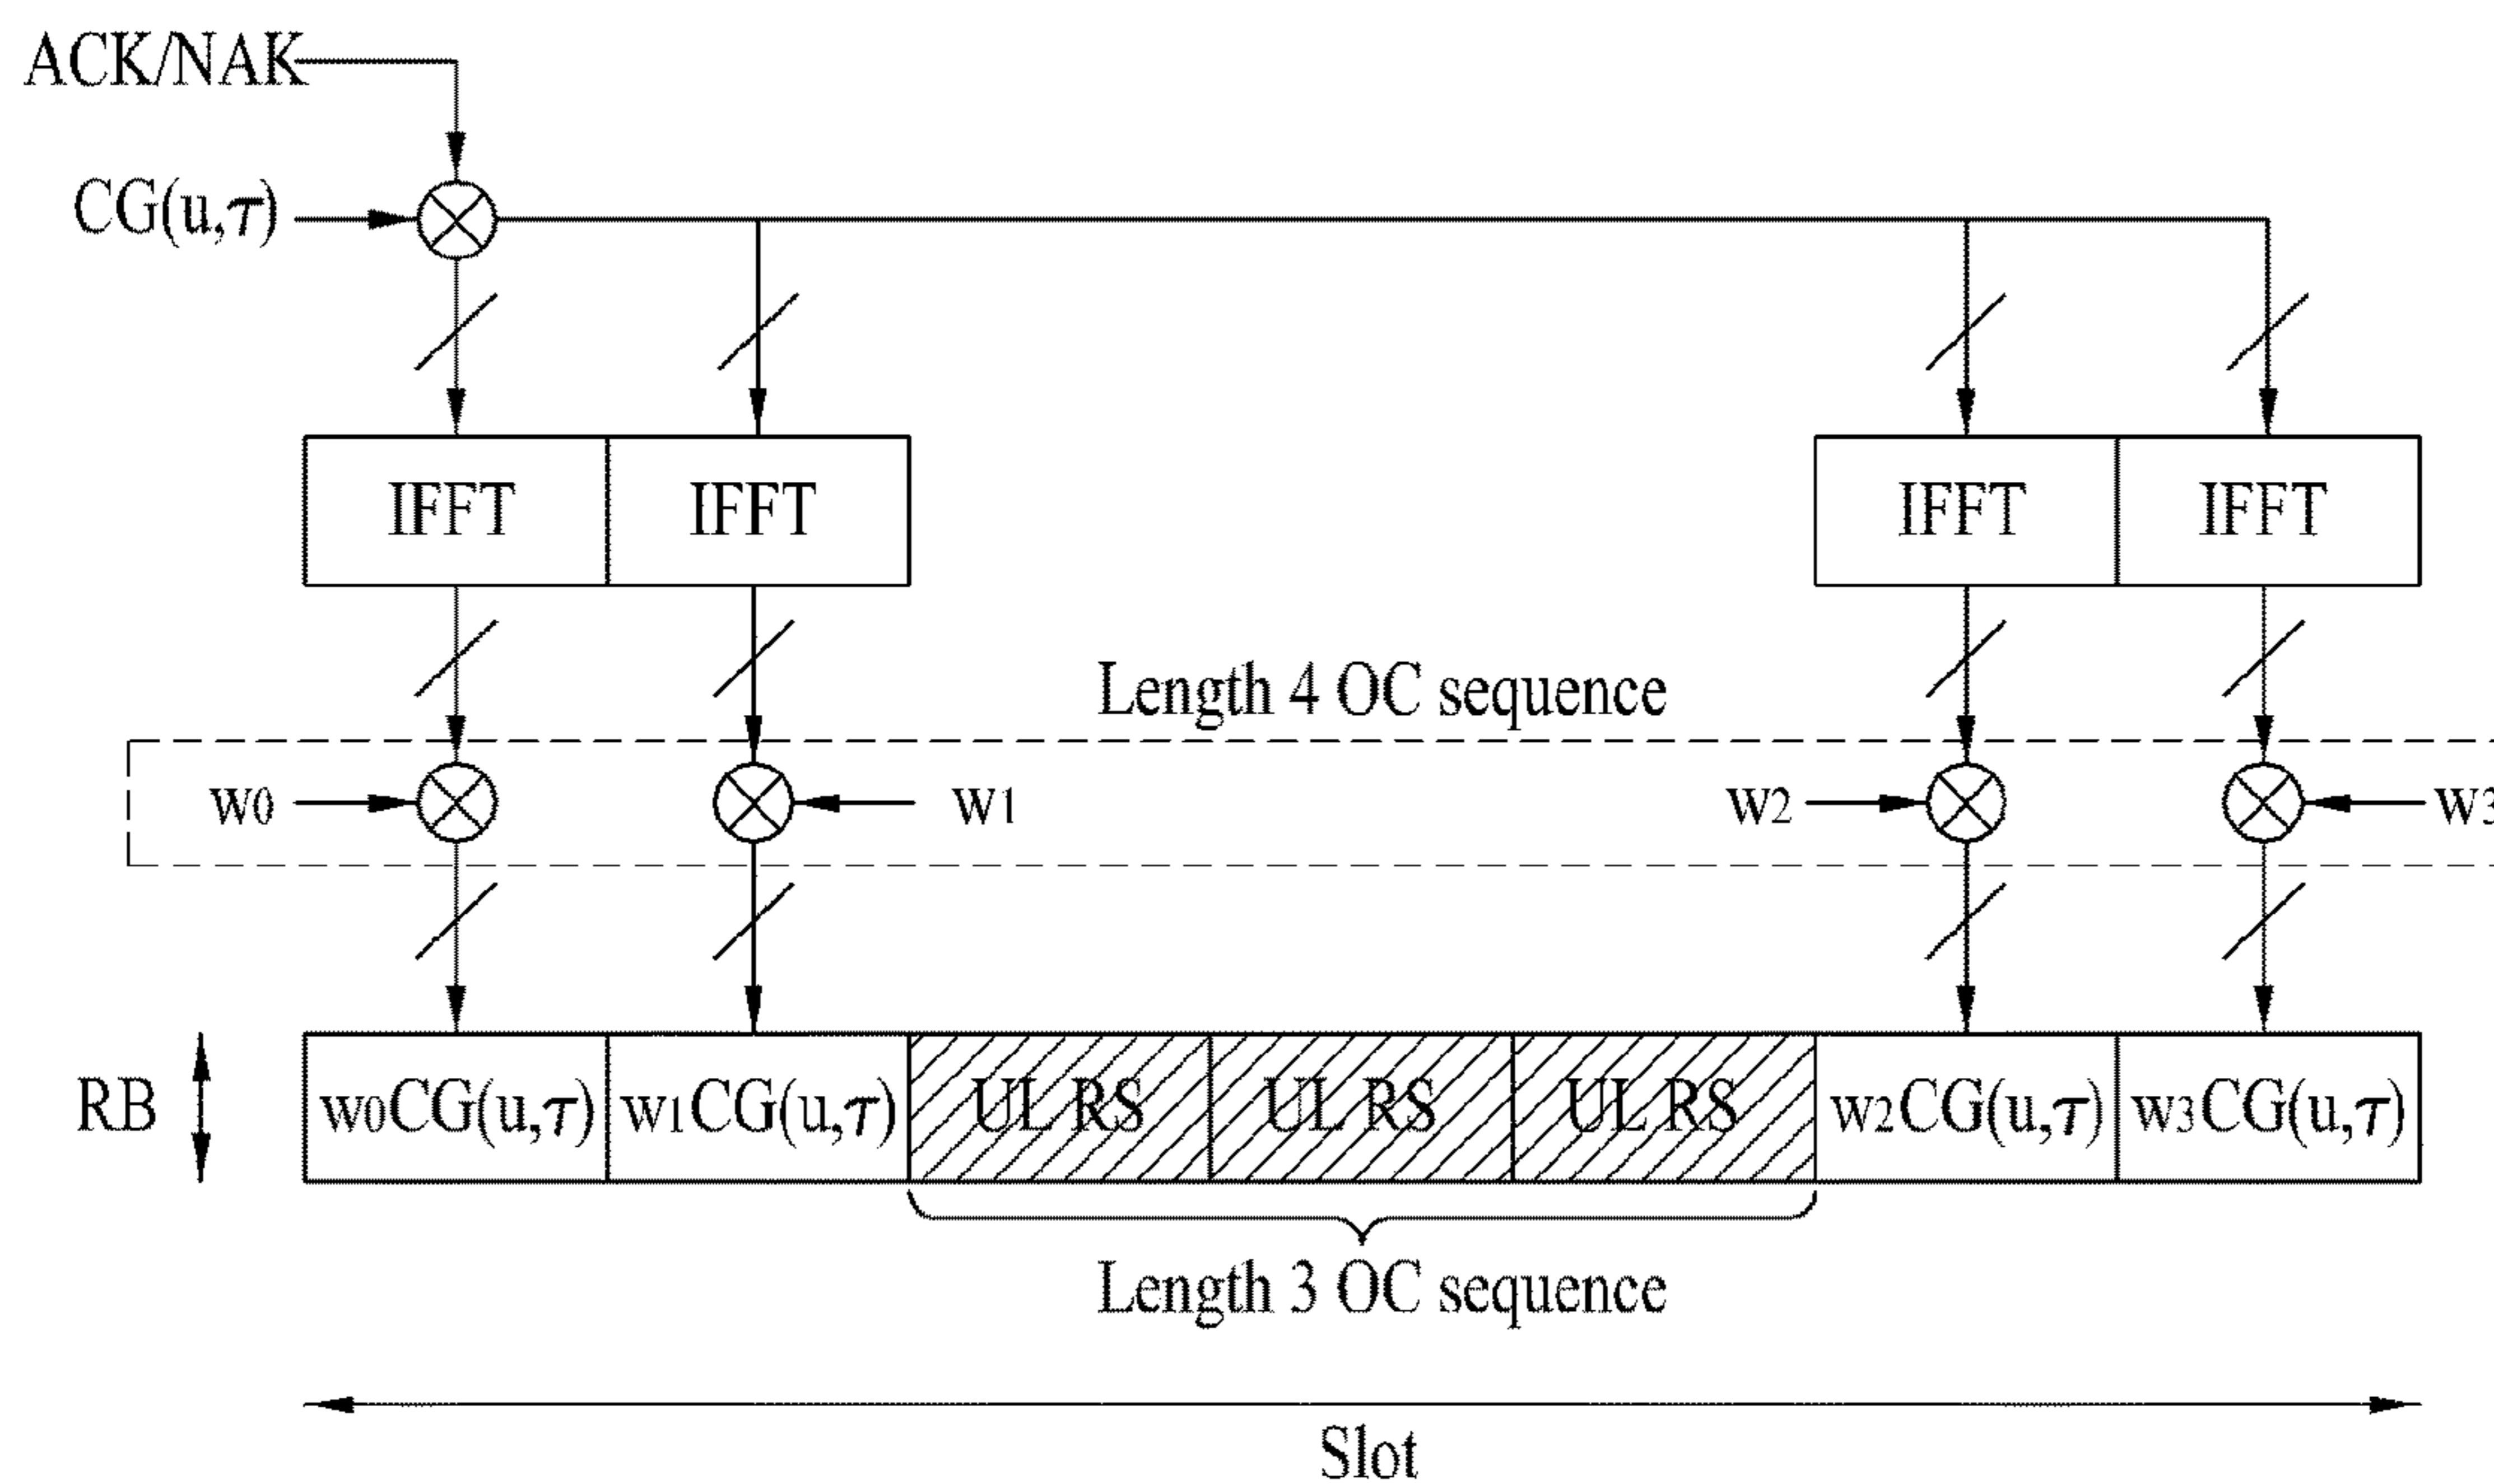 ACK/NAK
CG(u,τ)
IFFT IFFT IFFT IFFT
Length 4 OC sequence
w0 w1 w2 w3
RB w0CG(u,τ) w1CG(u,τ) UL RS UL RS UL RS w2CG(u,τ) w3CG(u,τ)
Length 3 OC sequence
Slot